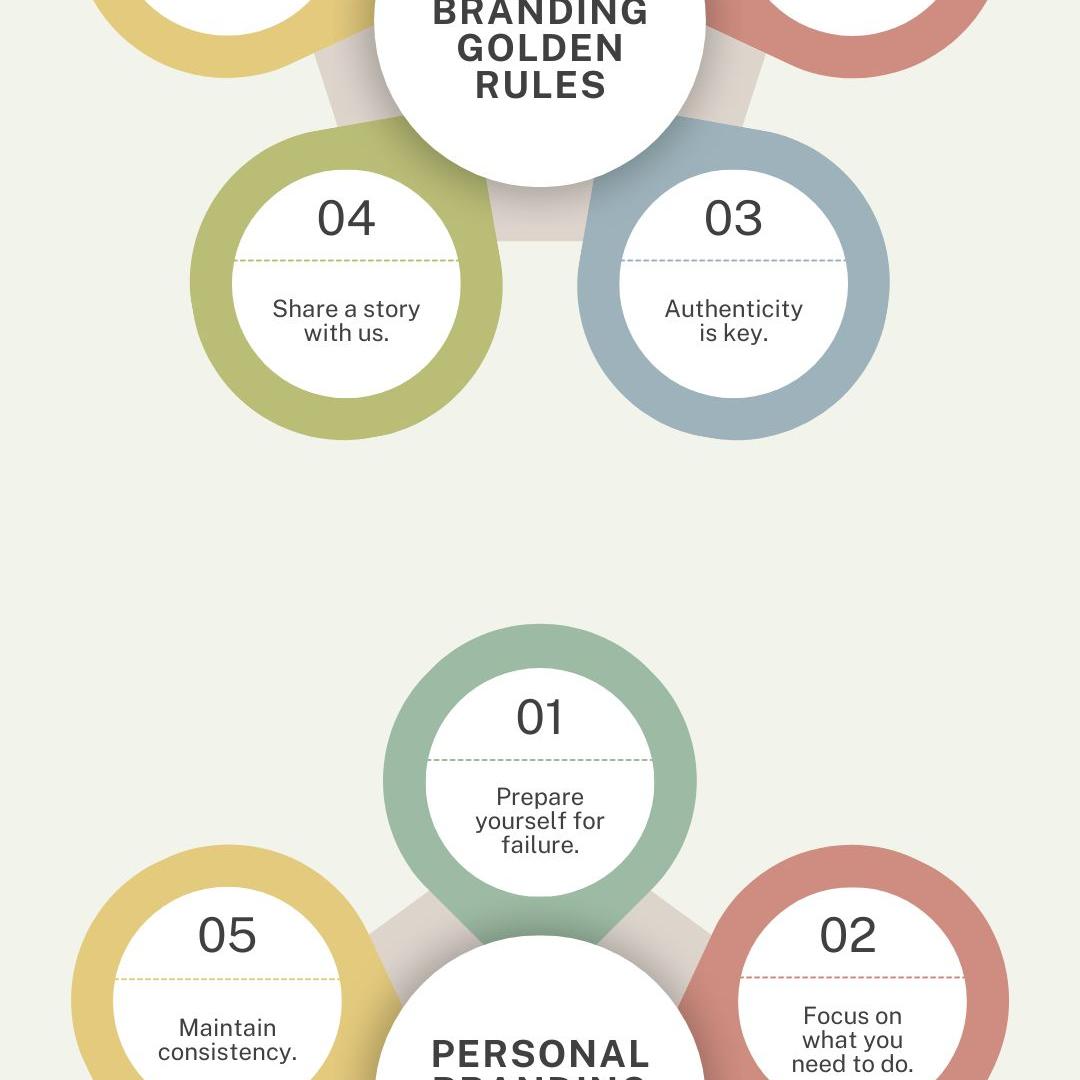 BRANDING
GOLDEN
RULES
04
Share a story
with us.
03
Authenticity
is key.
01
Prepare
yourself for
failure.
05
Maintain
consistency.
02
Focus on
what you
need to do.
PERSONAL
BRANDING